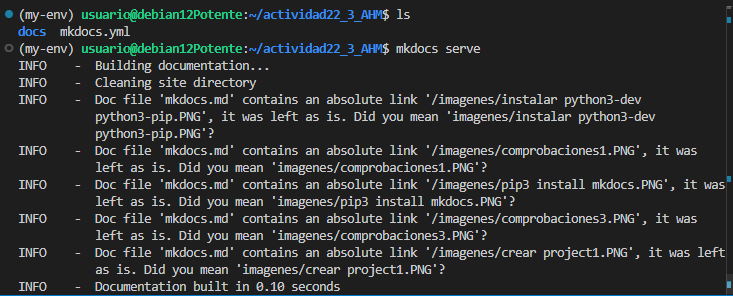 (my-env) usuario@debian12Potente:~/actividad22_3_AHM$ ls
docs mkdocs.yml
(my-env) usuario@debian12Potente:~/actividad22_3_AHM$ mkdocs serve
INFO - Building documentation...
INFO - Cleaning site directory
INFO - Doc file 'mkdocs.md' contains an absolute link '/imagenes/instalar python3-dev
python3-pip.PNG', it was left as is. Did you mean 'imagenes/instalar python3-dev
python3-pip.PNG'?
INFO - Doc file 'mkdocs.md' contains an absolute link '/imagenes/comprobaciones1.PNG', it was
left as is. Did you mean 'imagenes/comprobaciones1.PNG'?
INFO - Doc file 'mkdocs.md' contains an absolute link '/imagenes/pip3 install mkdocs.PNG', it was
left as is. Did you mean 'imagenes/pip3 install mkdocs.PNG'?
INFO - Doc file 'mkdocs.md' contains an absolute link '/imagenes/comprobaciones3.PNG', it was
left as is. Did you mean 'imagenes/comprobaciones3.PNG'?
INFO - Doc file 'mkdocs.md' contains an absolute link '/imagenes/crear project1.PNG', it was left
as is. Did you mean 'imagenes/crear project1.PNG'?
INFO - Documentation built in 0.10 seconds